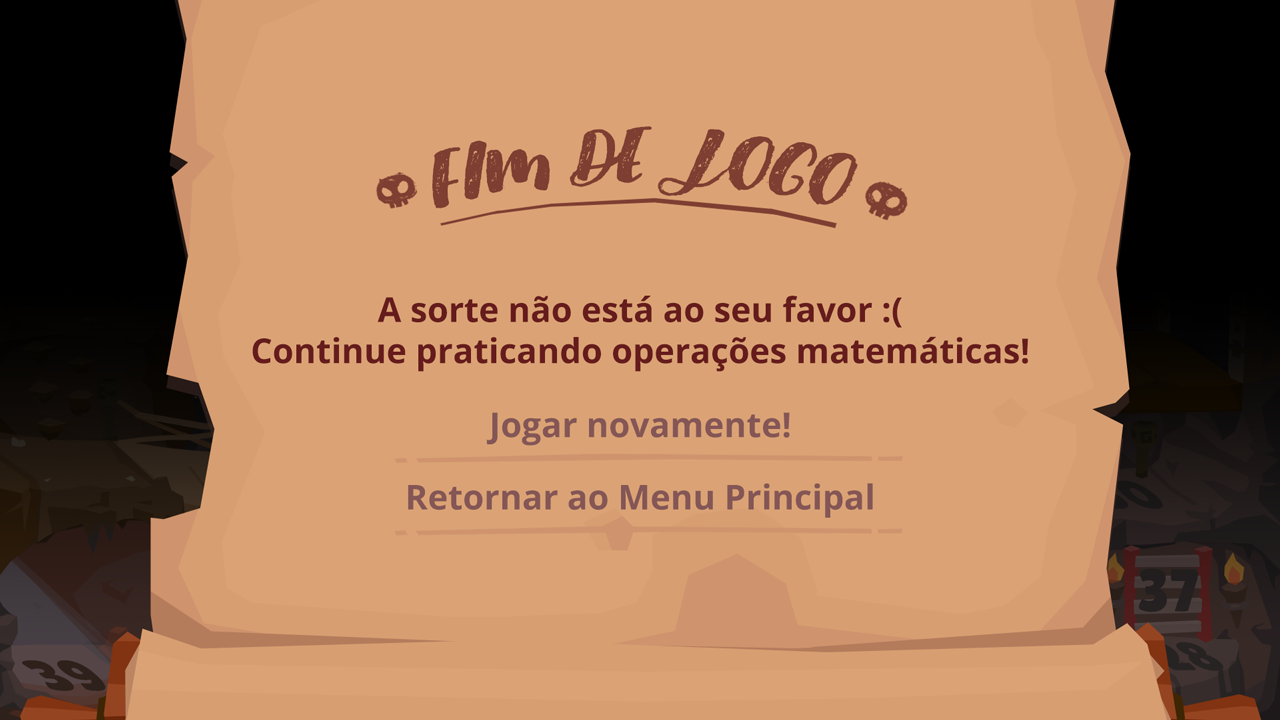 FIM DE JOGO
A sorte não está ao seu favor :(
Continue praticando operações matemáticas!
Jogar novamente!
Retornar ao Menu Principal
37
39
28